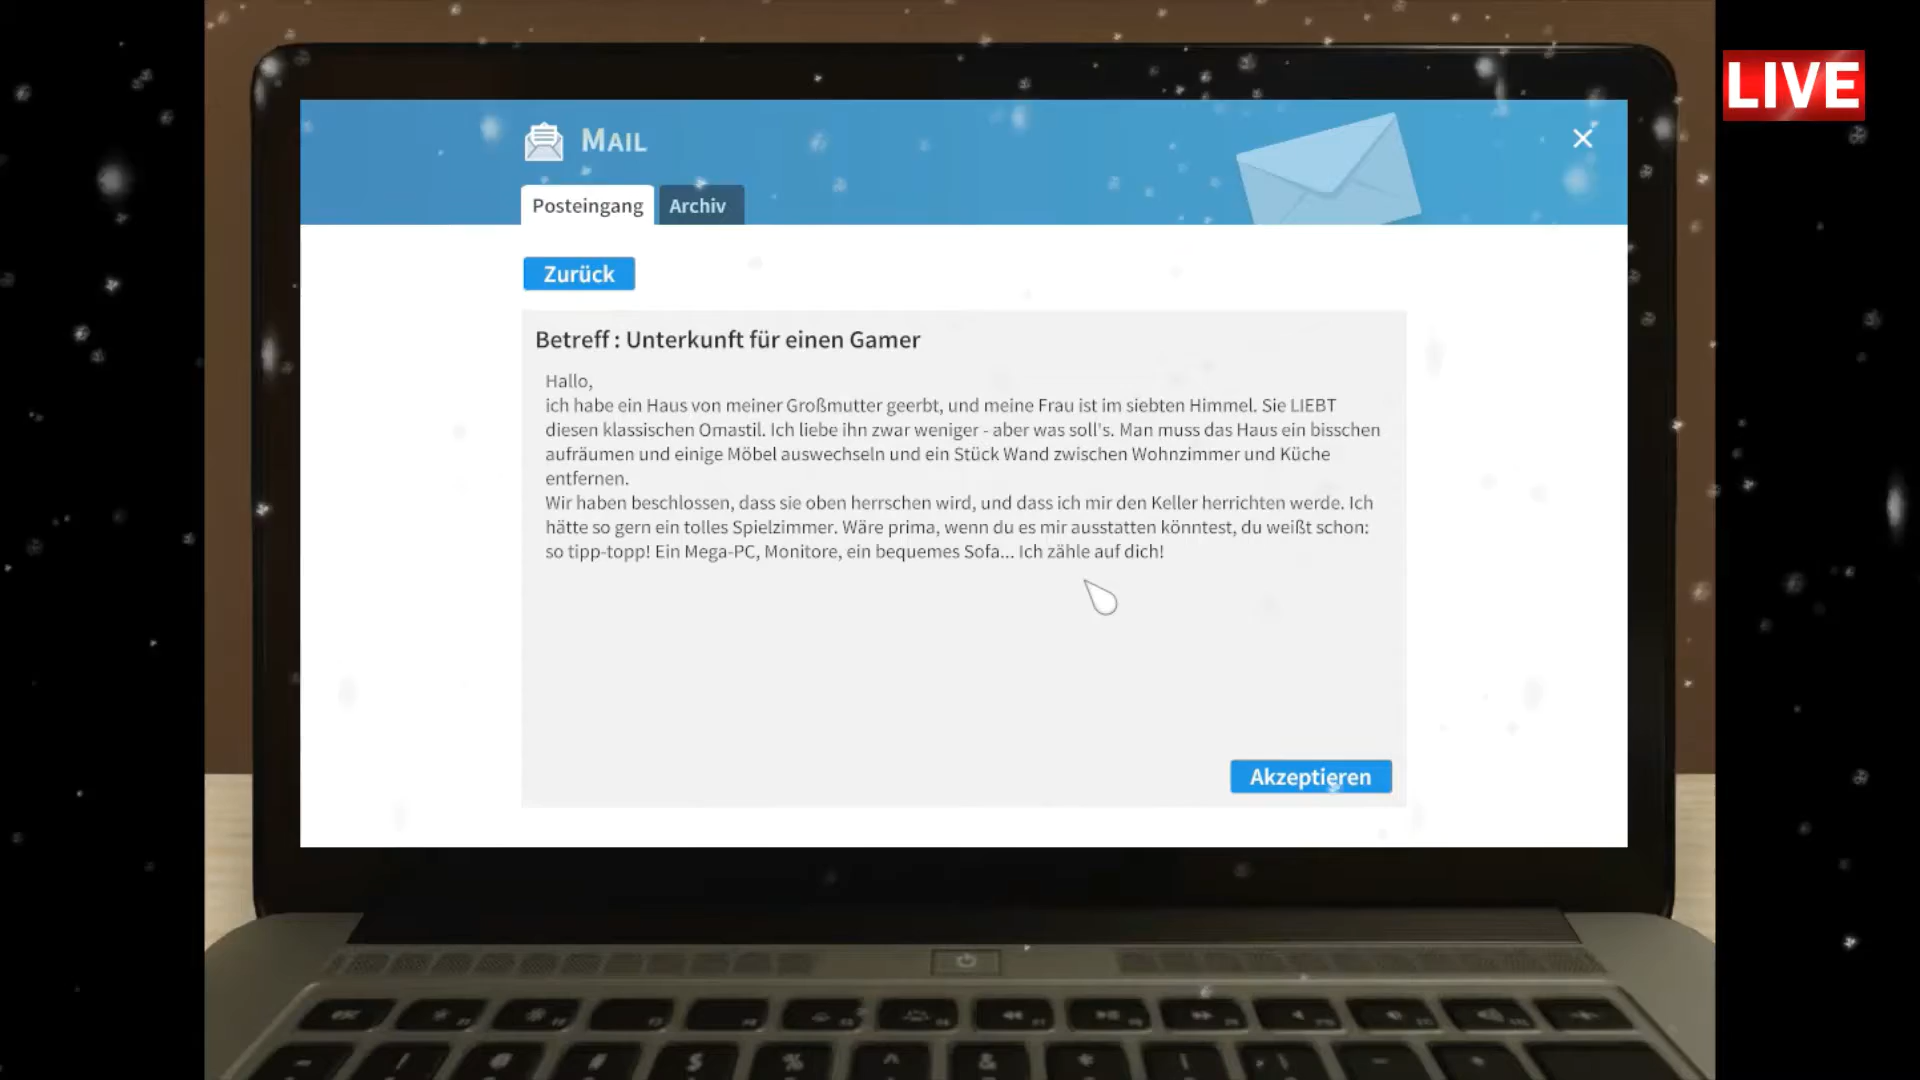 LIVE
MAIL
Posteingang
Archiv
Zurück
Betreff : Unterkunft für einen Gamer
Hallo,
ich habe ein Haus von meiner Großmutter geerbt, und meine Frau ist im siebten Himmel. Sie LIEBT
diesen klassischen Omastil. Ich liebe ihn zwar weniger - aber was soll's. Man muss das Haus ein bisschen
aufräumen und einige Möbel auswechseln und ein Stück Wand zwischen Wohnzimmer und Küche
entfernen.
Wir haben beschlossen, dass sie oben herrschen wird, und dass ich mir den Keller herrichten werde. Ich
hätte so gern ein tolles Spielzimmer. Wäre prima, wenn du es mir ausstatten könntest, du weißt schon:
so tipp-topp! Ein Mega-PC, Monitore, ein bequemes Sofa... Ich zähle auf dich!
Akzeptieren
esc